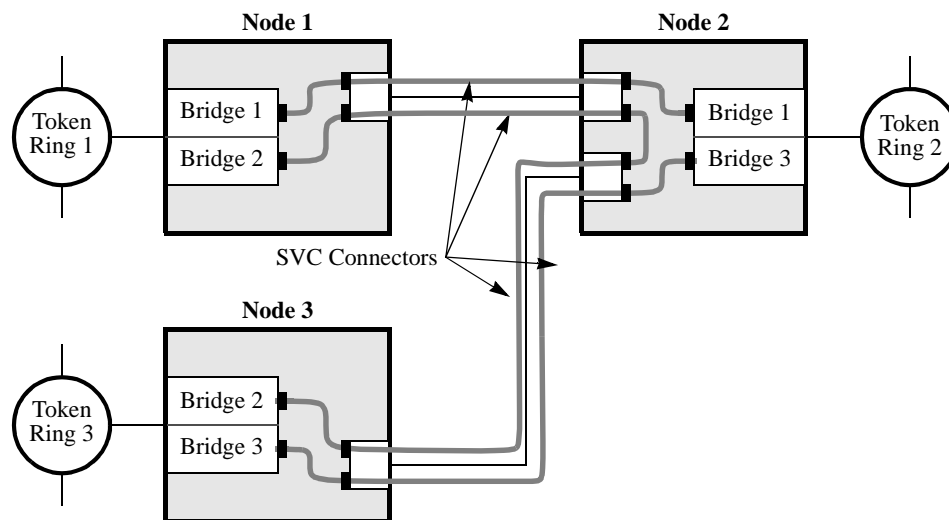 Node 1
Node 2
Token
Ring 1
Bridge 1
Bridge 2
Bridge 1
Bridge 3
Token
Ring 2
SVC Connectors
Node 3
Token
Ring 3
Bridge 2
Bridge 3